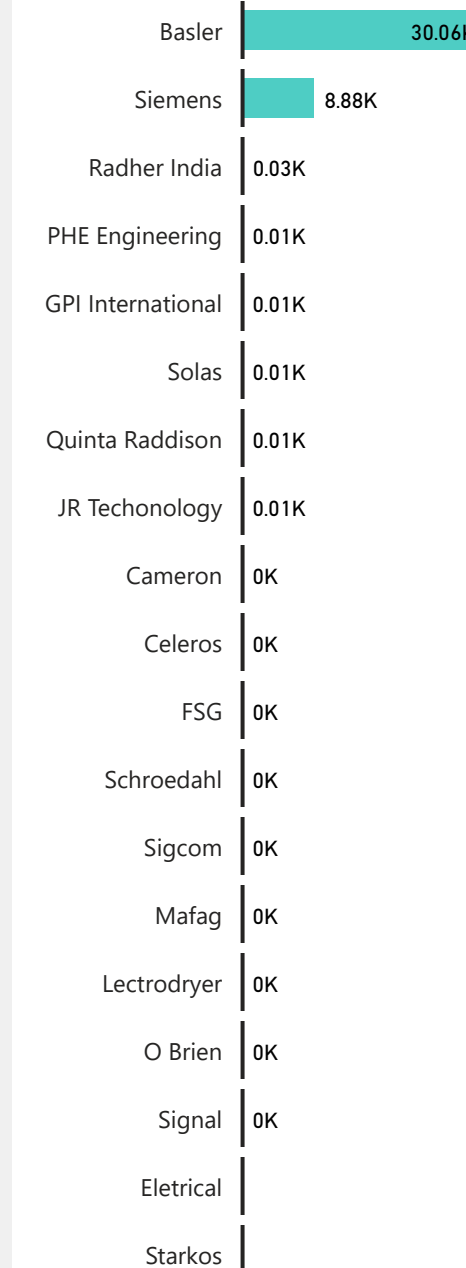 Basler 30.06K
Siemens 8.88K
Radher India 0.03K
PHE Engineering 0.01K
GPI International 0.01K
Solas 0.01K
Quinta Raddison 0.01K
JR Techonology 0.01K
Cameron 0K
Celeros 0K
FSG 0K
Schroedahl 0K
Sigcom 0K
Mafag 0K
Lectrodryer 0K
O Brien 0K
Signal 0K
Eletrical
Starkos